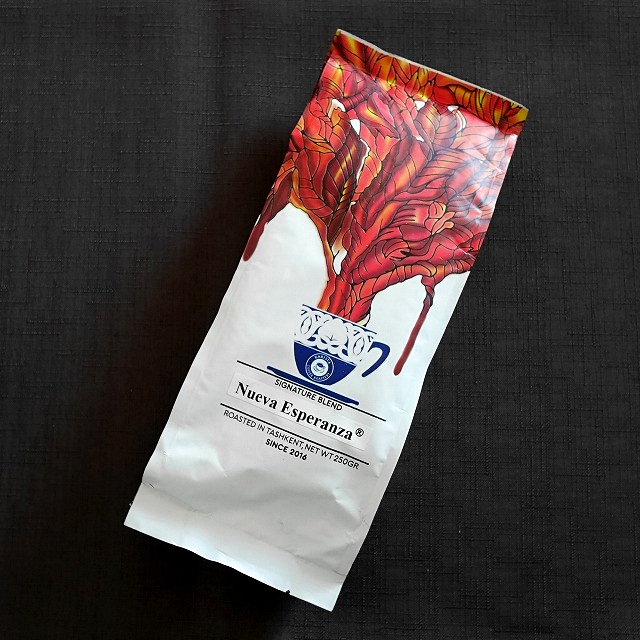 SIGNATURE BLEND
Nueva Esperanza®
ROASTED IN TASHKENT, NET WT 250GR
SINCE 2016